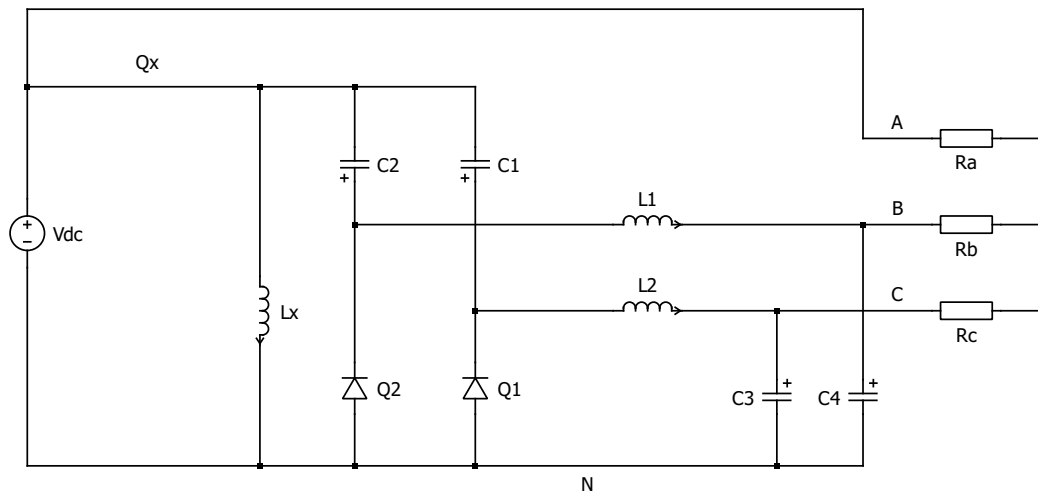 Qx
A
Ra
C2
C1
L1
B
Rb
+
−
Vdc
+
+
L2
C
Rc
Lx
Q2
Q1
C3
+
C4
+
N